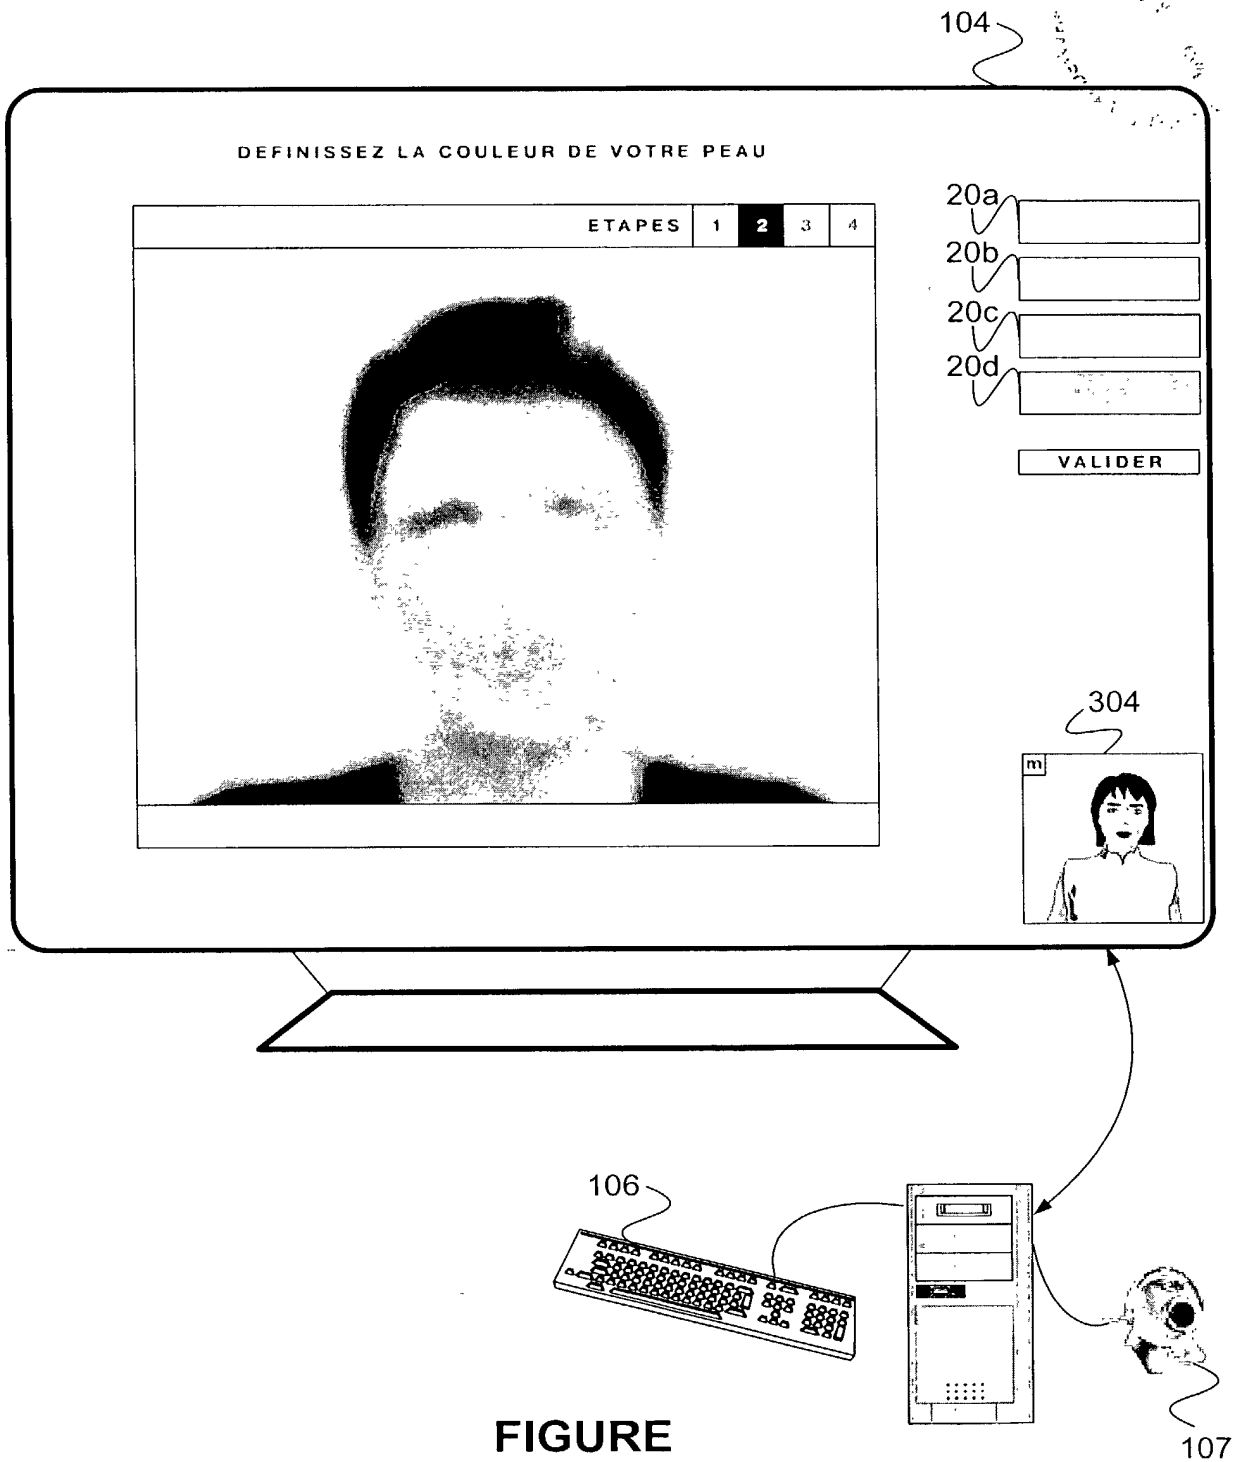 104
DEFINISSEZ LA COULEUR DE VOTRE PEAU
ETAPES 1 2 3 4
20a
20b
20c
20d
VALIDER
304
m
106
107
FIGURE